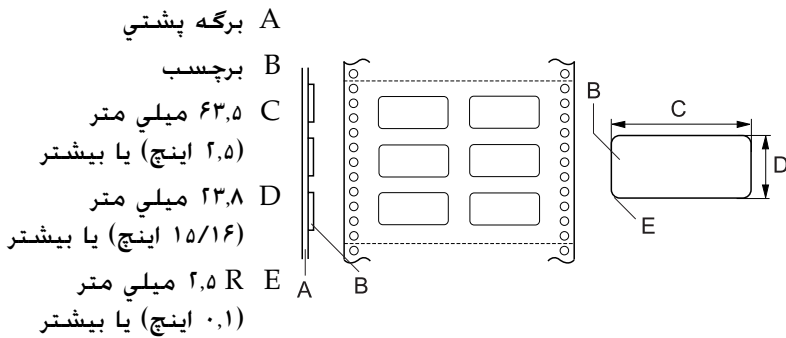 A برگه پشتي
B برچسب
C ۶۳,۵ ميلي متر
(۲,۵ اينچ) يا بيشتر
D ۲۳,۸ ميلي متر
(۱۵/۱۶ اينچ) يا بيشتر
E R ۲,۵ ميلي متر
(۰,۱ اينچ) يا بيشتر
A
B
B
C
D
E